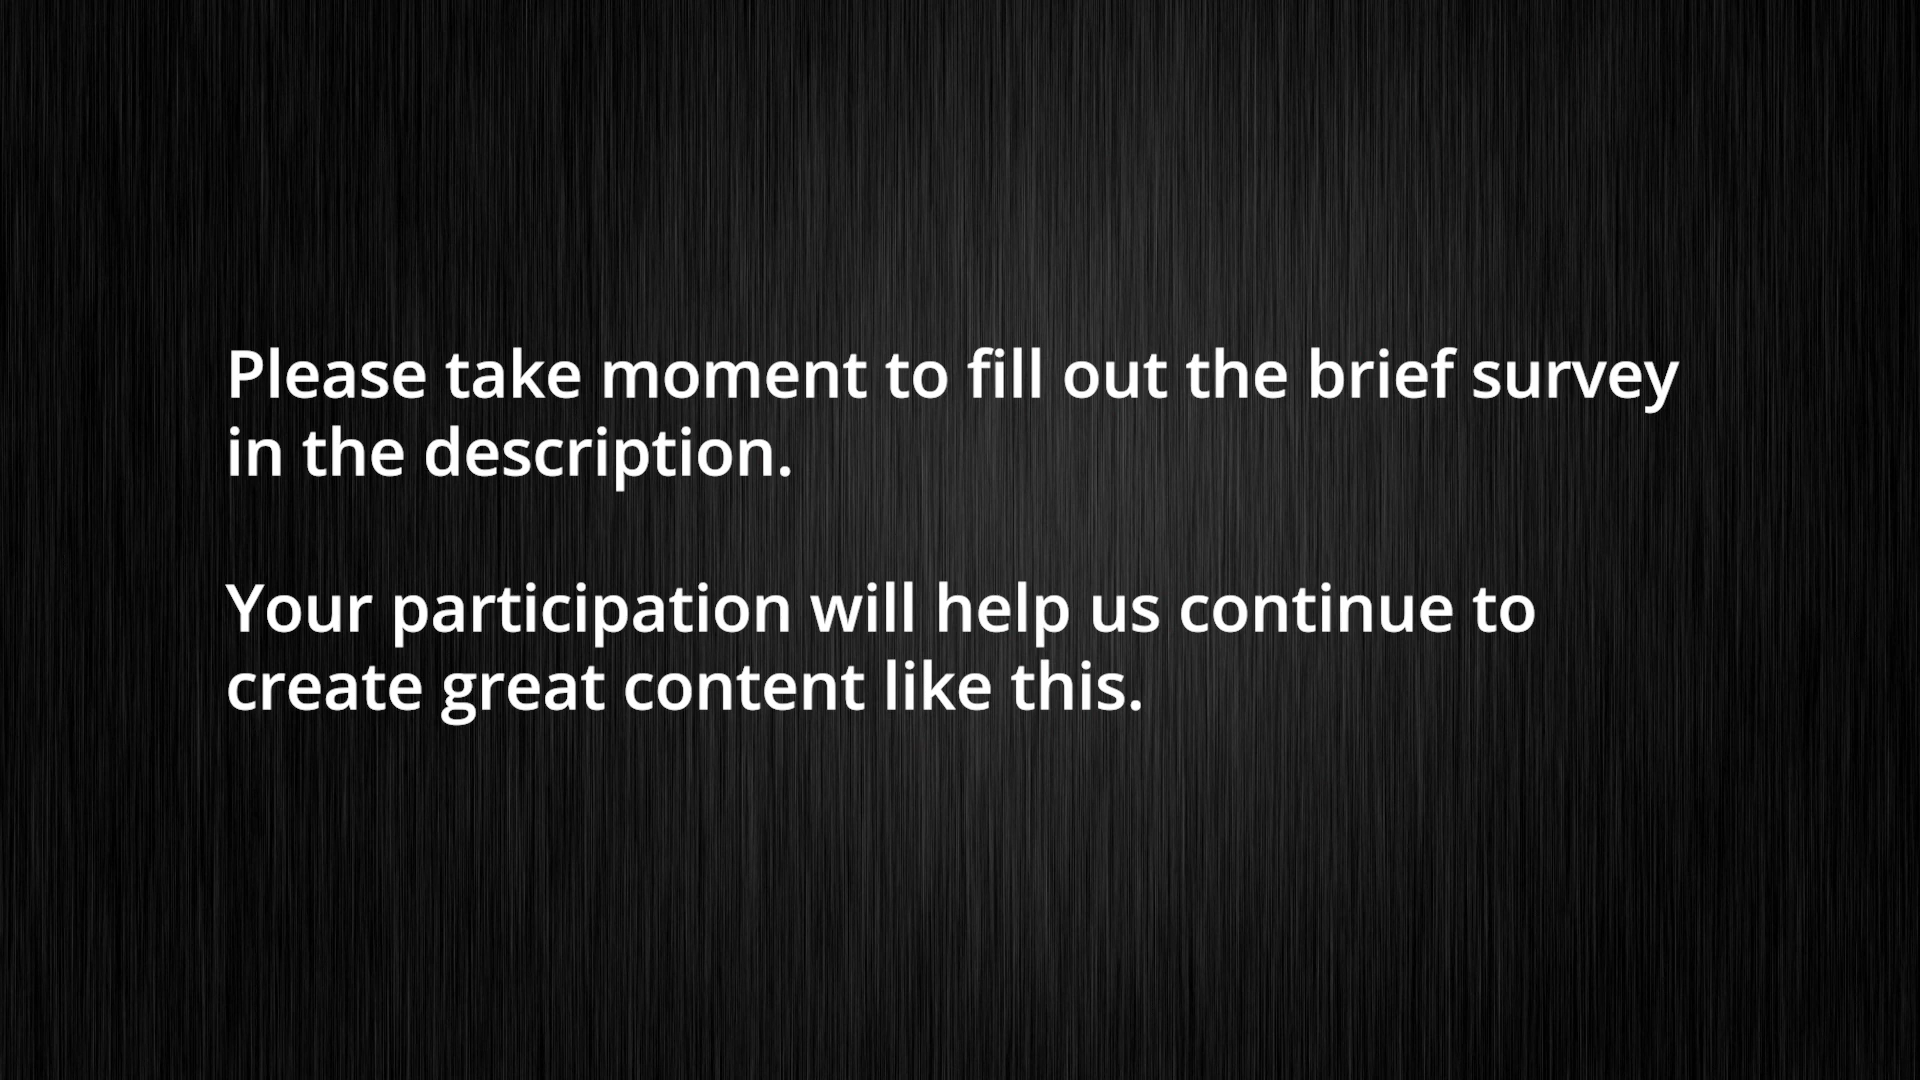 Please take moment to fill out the brief survey
in the description.
Your participation will help us continue to
create great content like this.